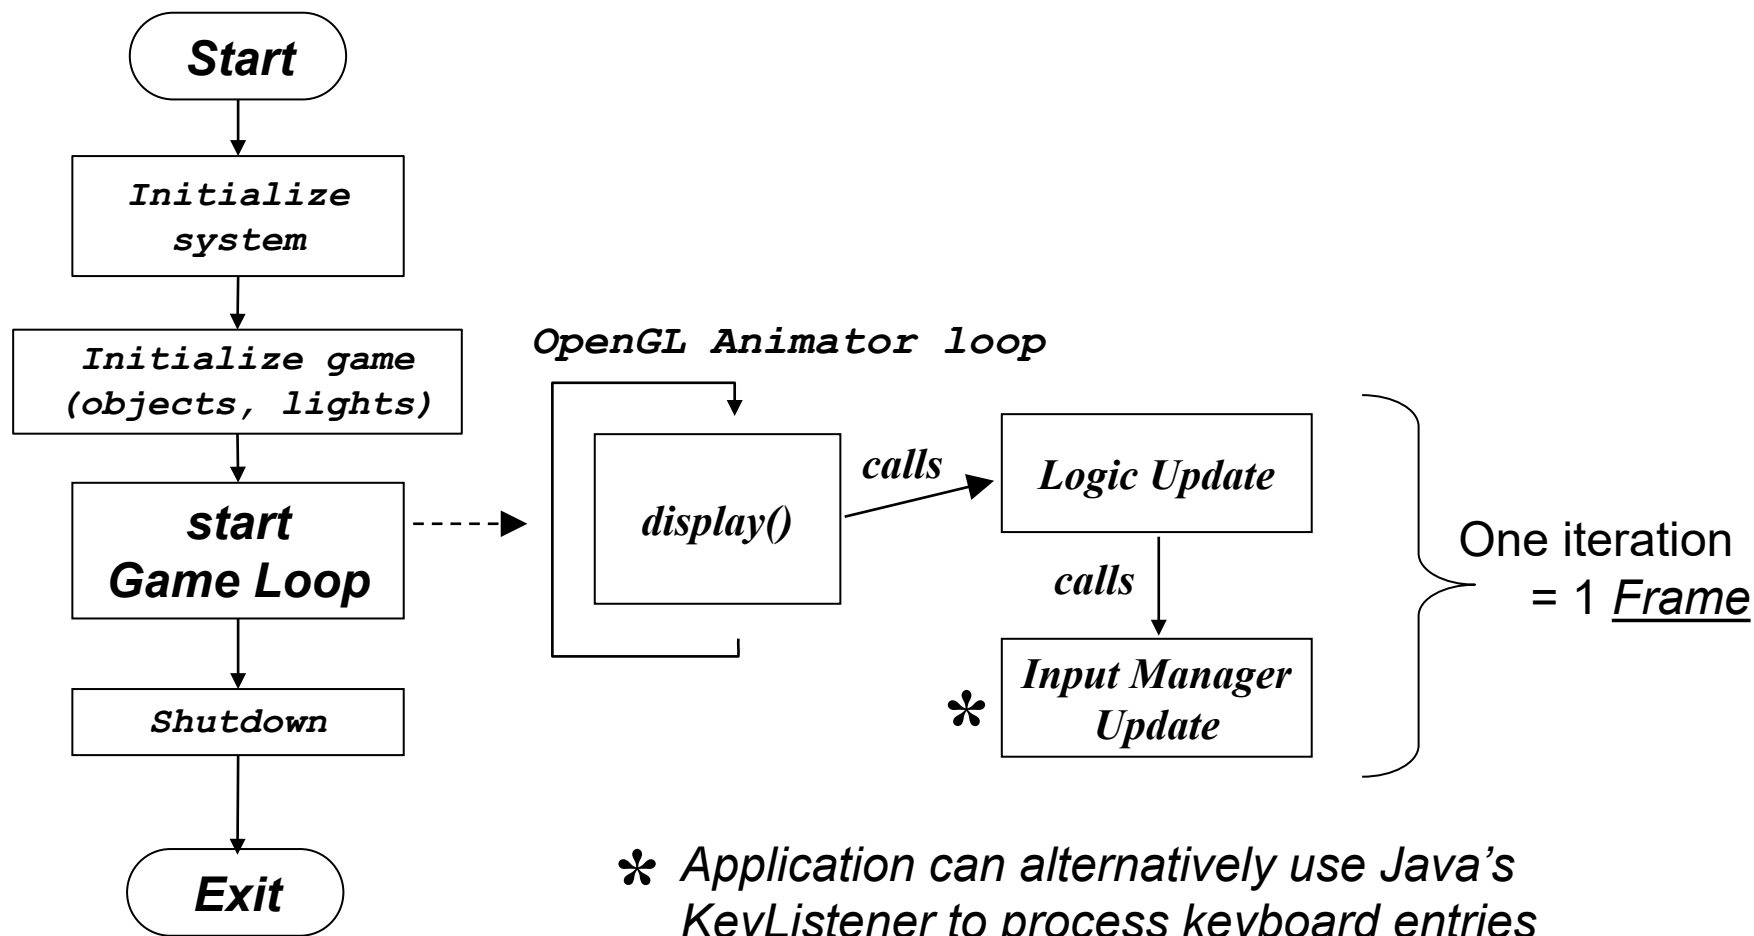 Start
Initialize
system
Initialize game
(objects, lights)
start
Game Loop
Shutdown
Exit
OpenGL Animator loop
display()
calls
Logic Update
calls
* Input Manager
Update
One iteration
= 1 Frame
* Application can alternatively use Java’s
KeyListener to process keyboard entries